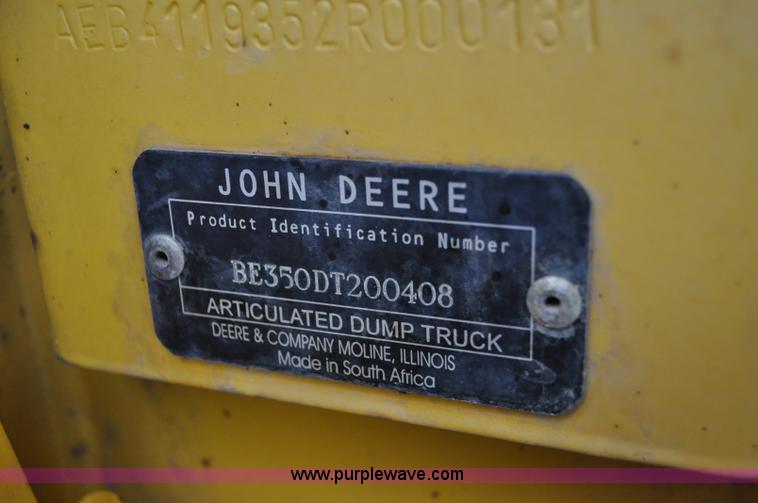 AEB4119352R000131
JOHN DEERE
Product Identification Number
BE350DT200408
ARTICULATED DUMP TRUCK
DEERE & COMPANY MOLINE, ILLINOIS
Made in South Africa
www.purplewave.com